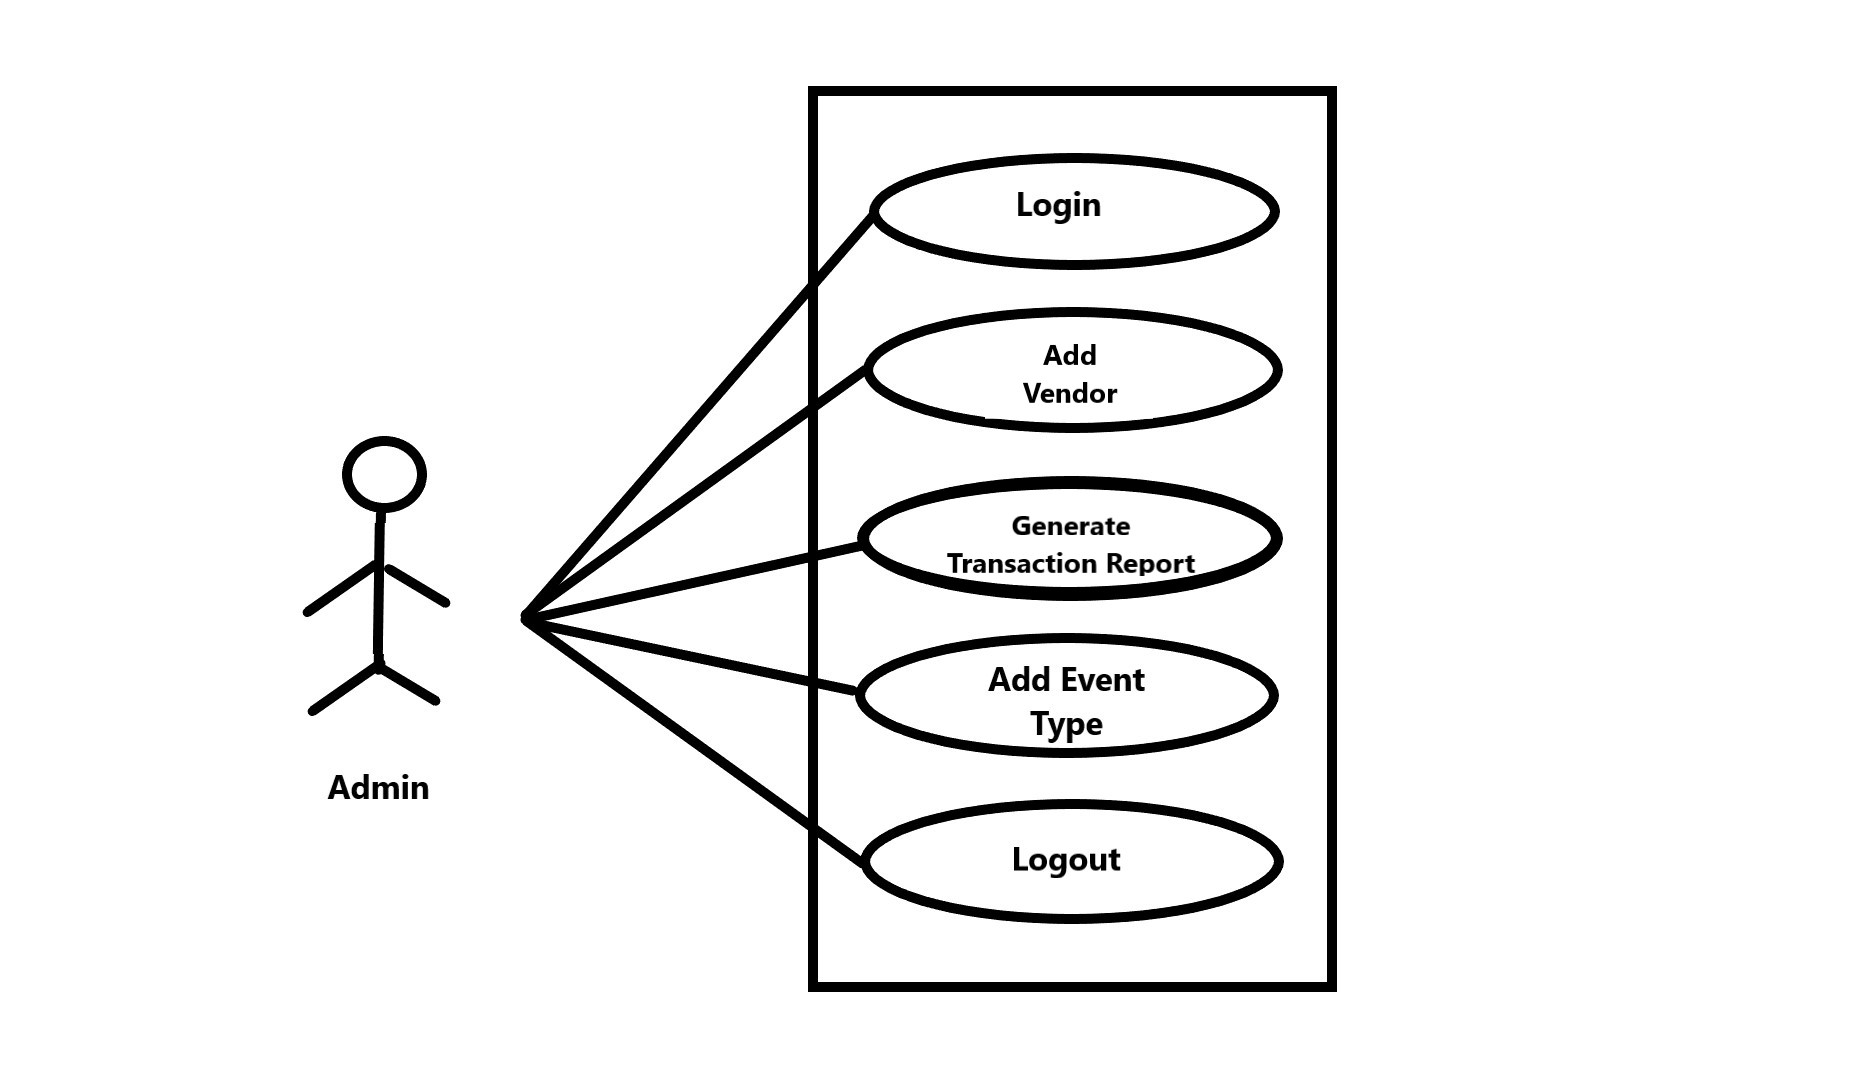 Login
Add
Vendor
Generate
Transaction Report
Add Event
Type
Admin
Logout